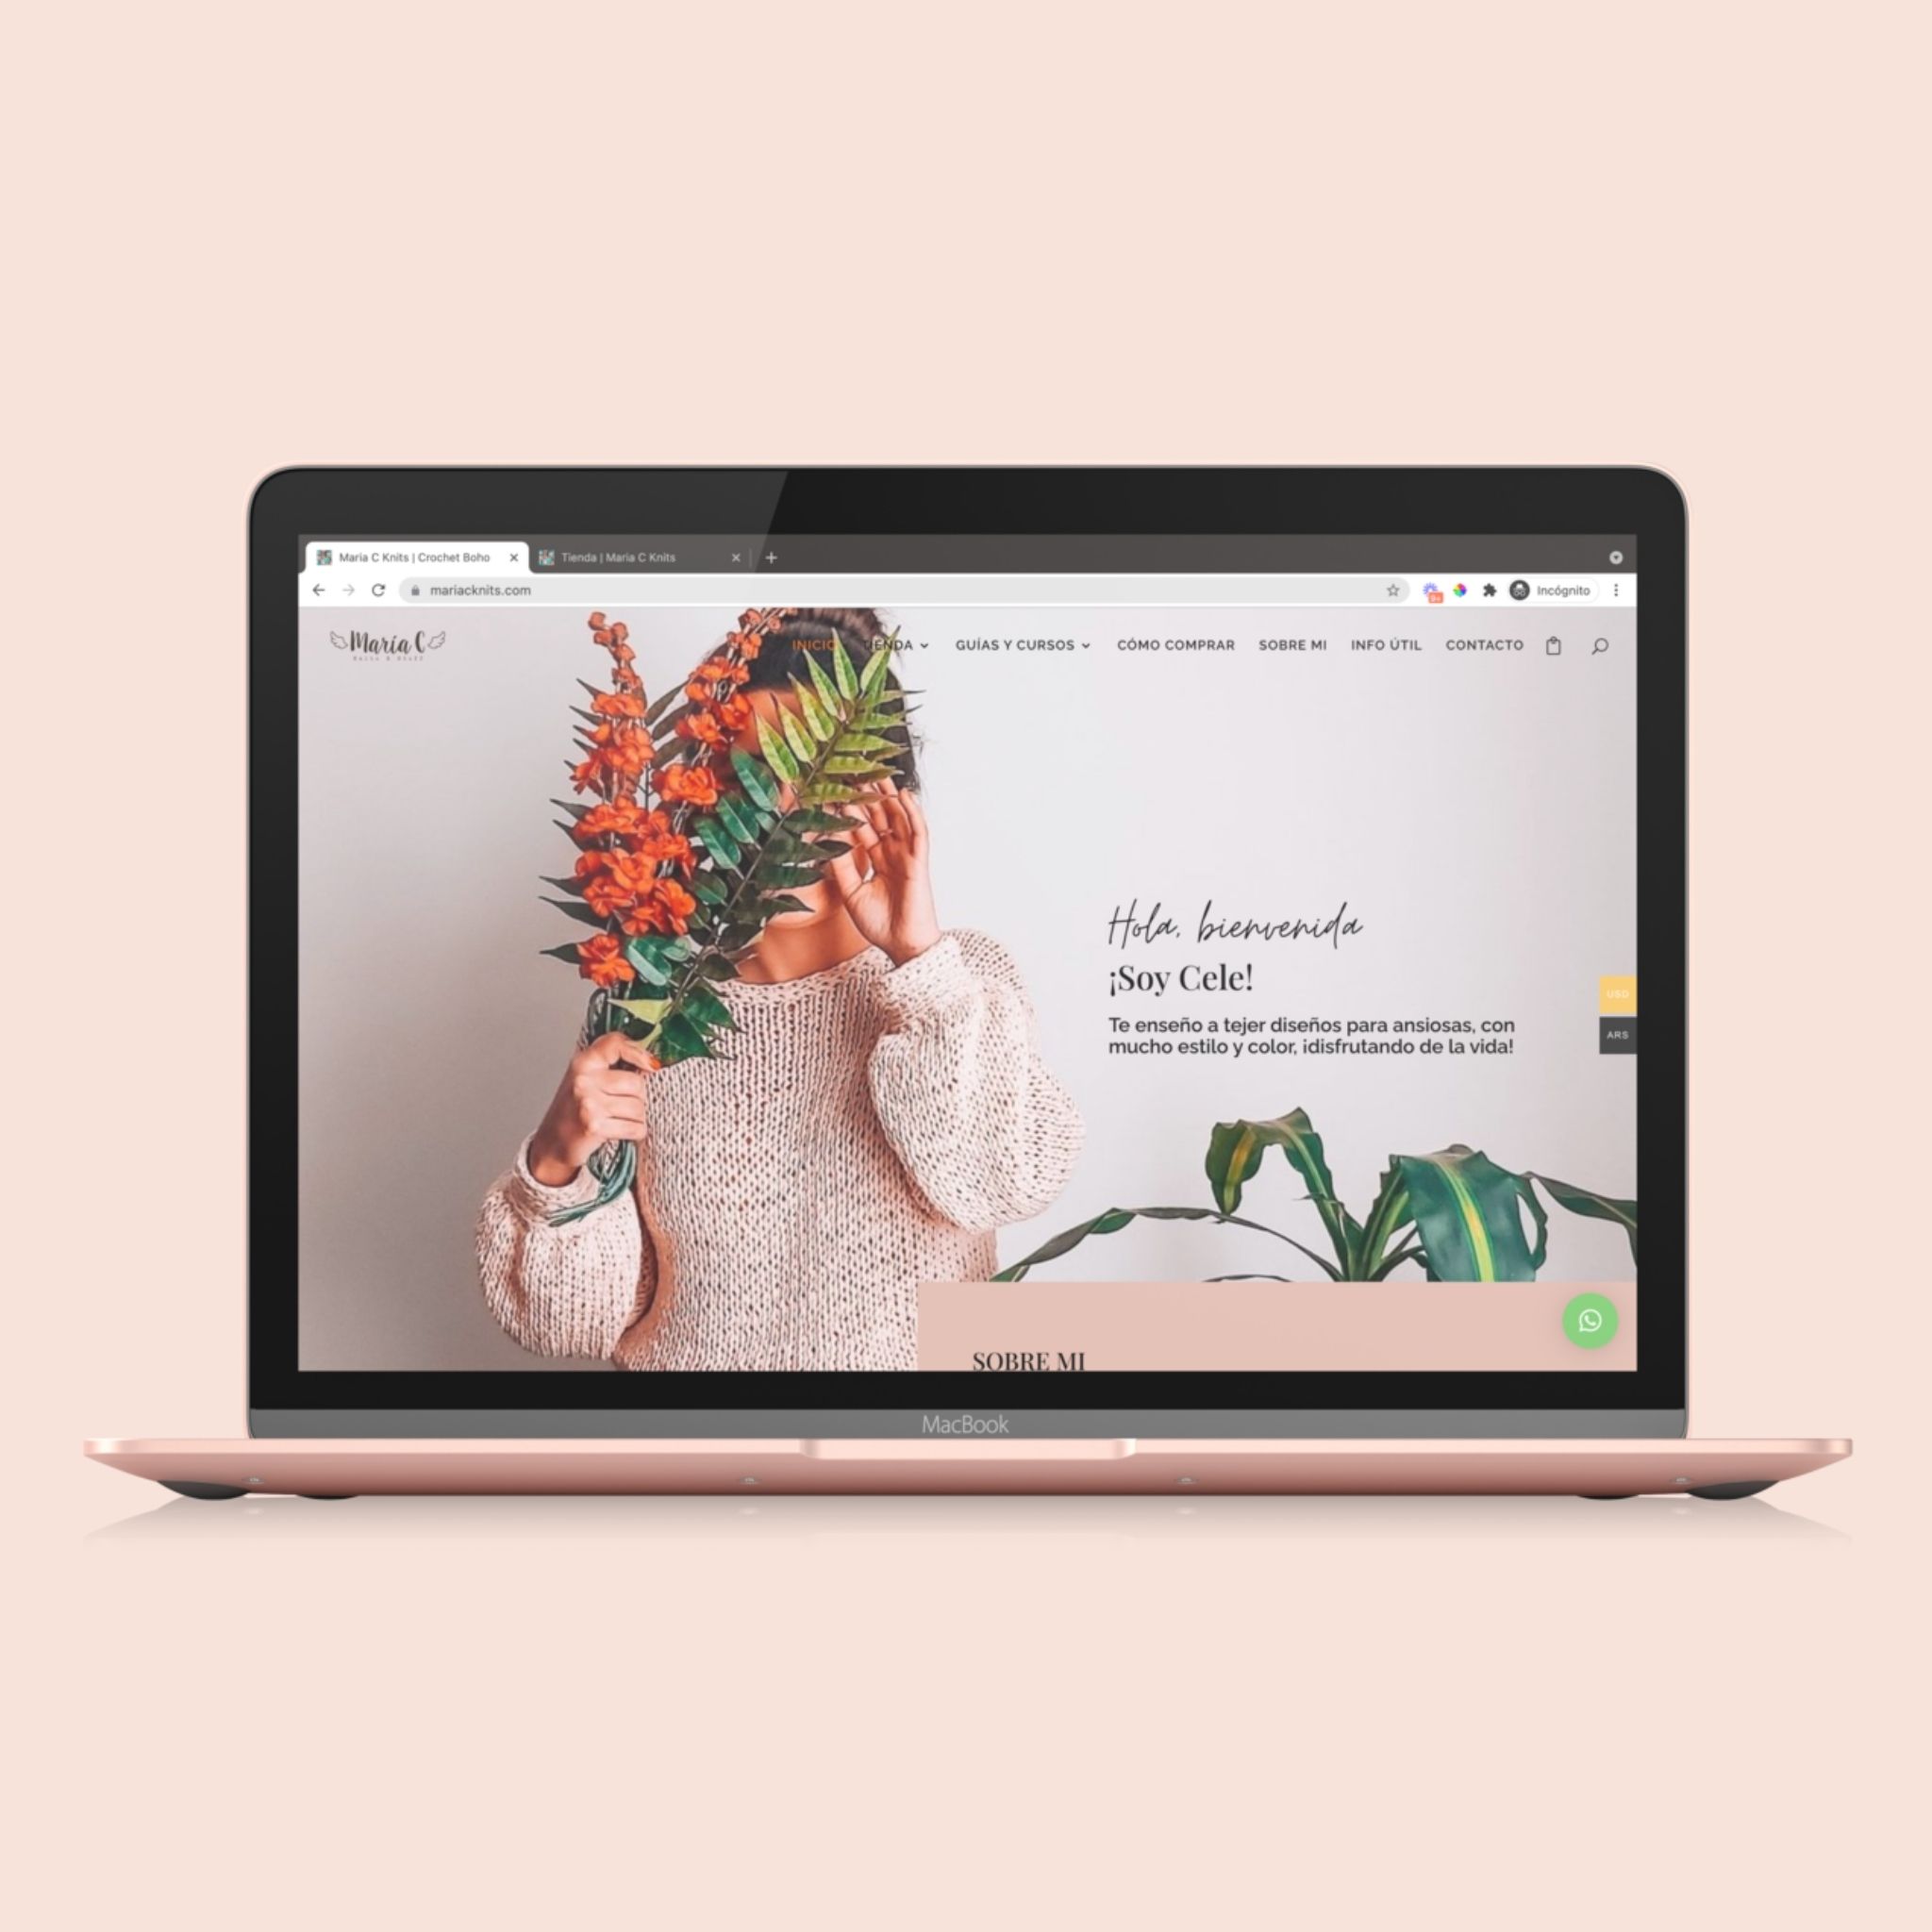 Maria C Knits | Crochet Boho
Tienda | Maria C Knits
mariacknits.com
Incógnito
María C
INICIO TIENDA GUÍAS Y CURSOS CÓMO COMPRAR SOBRE MI INFO ÚTIL CONTACTO
Hola, bienvenida
¡Soy Cele!
Te enseño a tejer diseños para ansiosas, con
mucho estilo y color, ¡disfrutando de la vida!
USD
ARS
SOBRE MI
MacBook